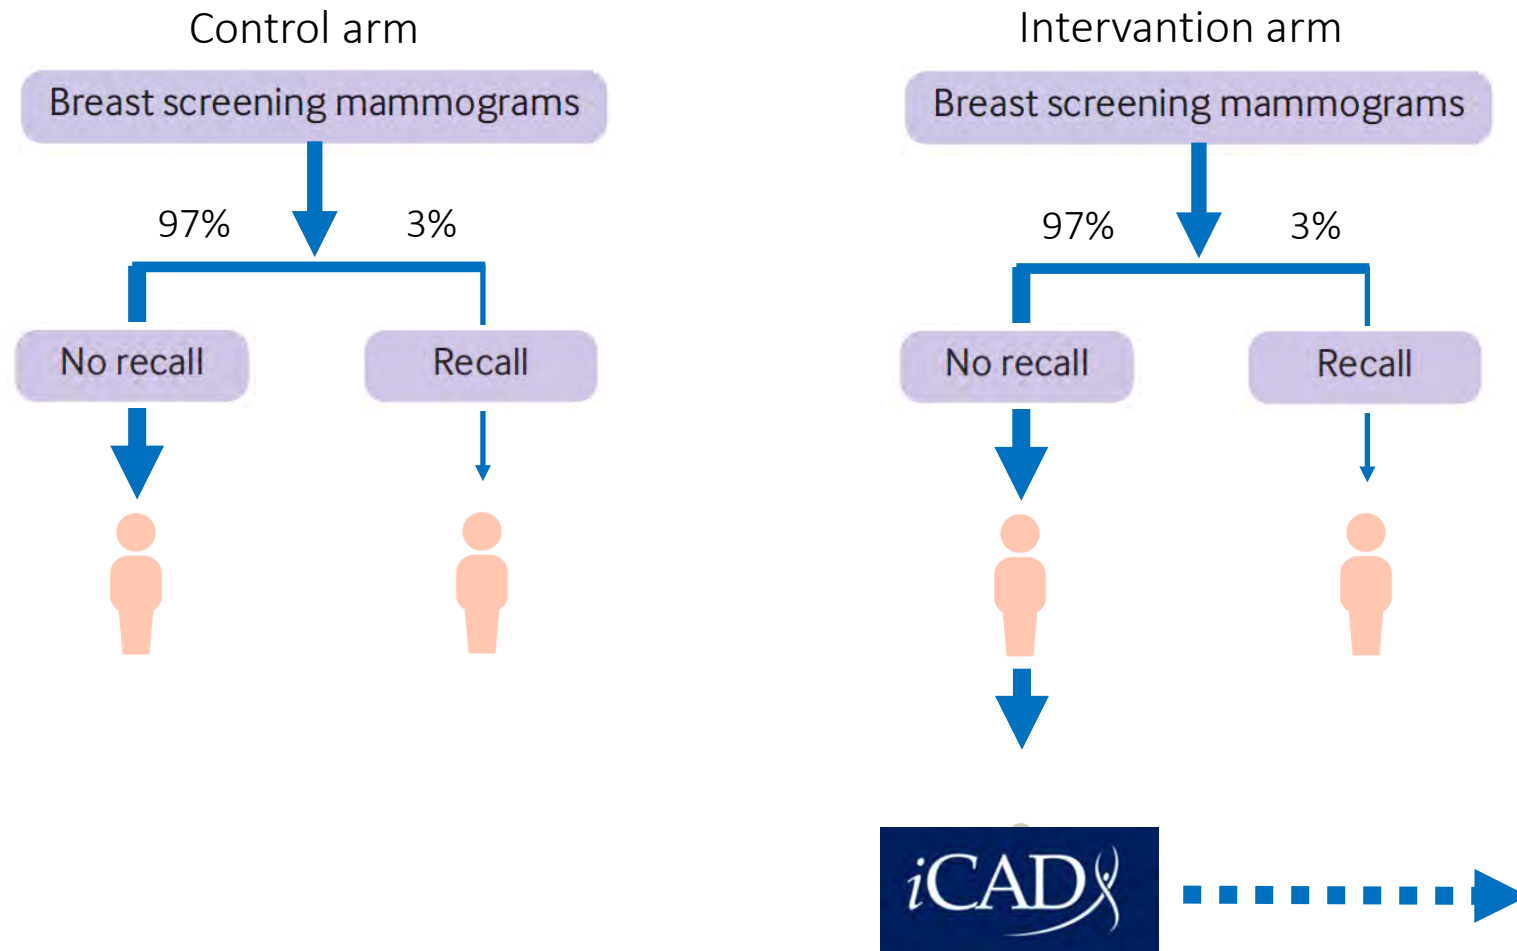 Control arm
Breast screening mammograms
97% 3%
No recall Recall
Intervantion arm
Breast screening mammograms
97% 3%
No recall Recall
iCAD